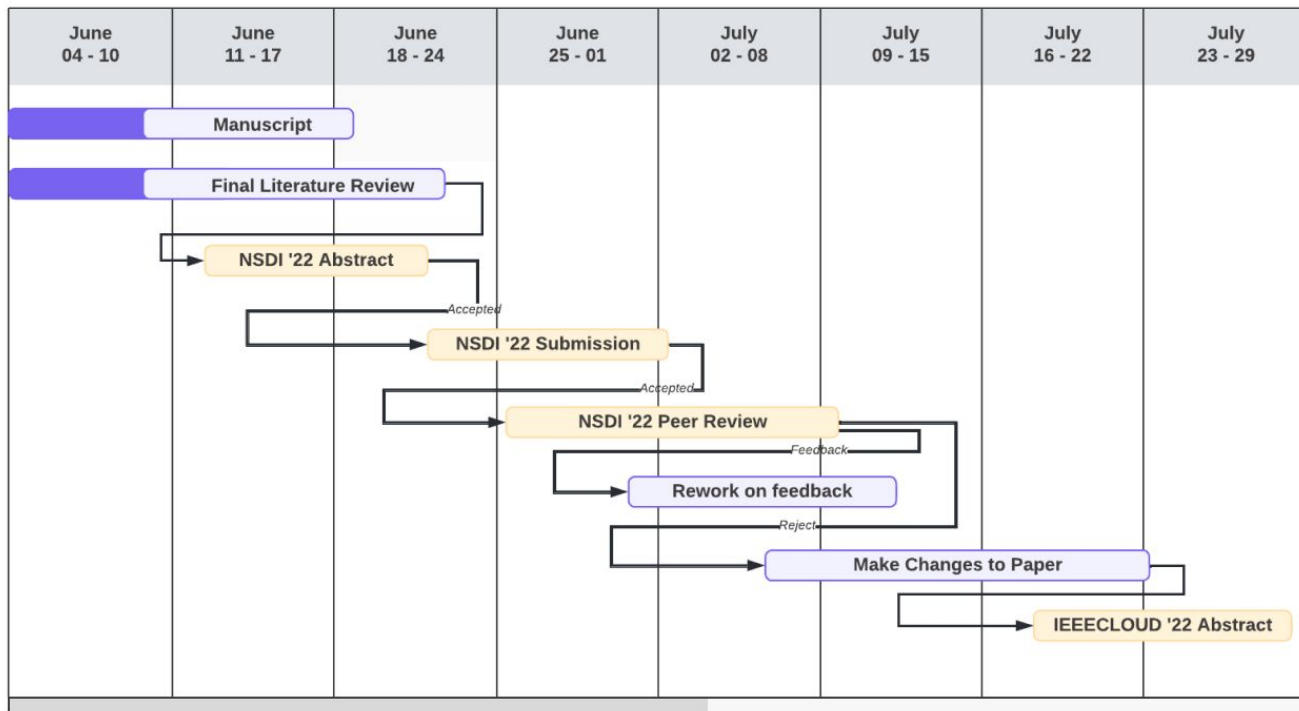 June
04 - 10
June
11 - 17
June
18 - 24
June
25 - 01
July
02 - 08
July
09 - 15
July
16 - 22
July
23 - 29
Manuscript
Final Literature Review
NSDI '22 Abstract
Accepted
NSDI '22 Submission
Accepted
NSDI '22 Peer Review
Feedback
Rework on feedback
Reject
Make Changes to Paper
IEEECLOUD '22 Abstract